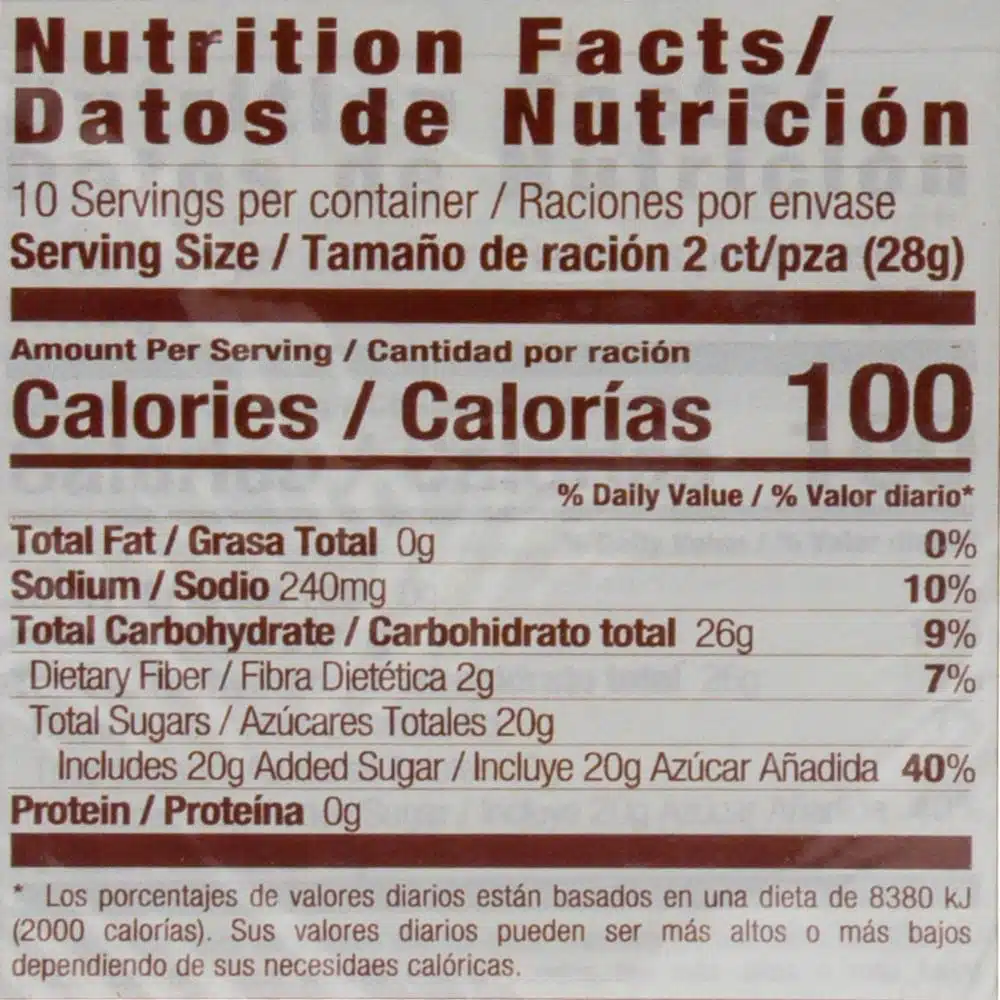 Nutrition Facts/
Datos de Nutrición
10 Servings per container / Raciones por envase
Serving Size / Tamaño de ración 2 ct/pza (28g)
Amount Per Serving / Cantidad por ración
Calories / Calorías 100
% Daily Value / % Valor diario*
Total Fat / Grasa Total 0g 0%
Sodium / Sodio 240mg 10%
Total Carbohydrate / Carbohidrato total 26g 9%
Dietary Fiber / Fibra Dietética 2g 7%
Total Sugars / Azúcares Totales 20g
Includes 20g Added Sugar / Incluye 20g Azúcar Añadida 40%
Protein / Proteína 0g
* Los porcentajes de valores diarios están basados en una dieta de 8380 kJ
(2000 calorías). Sus valores diarios pueden ser más altos o más bajos
dependiendo de sus necesidaes calóricas.